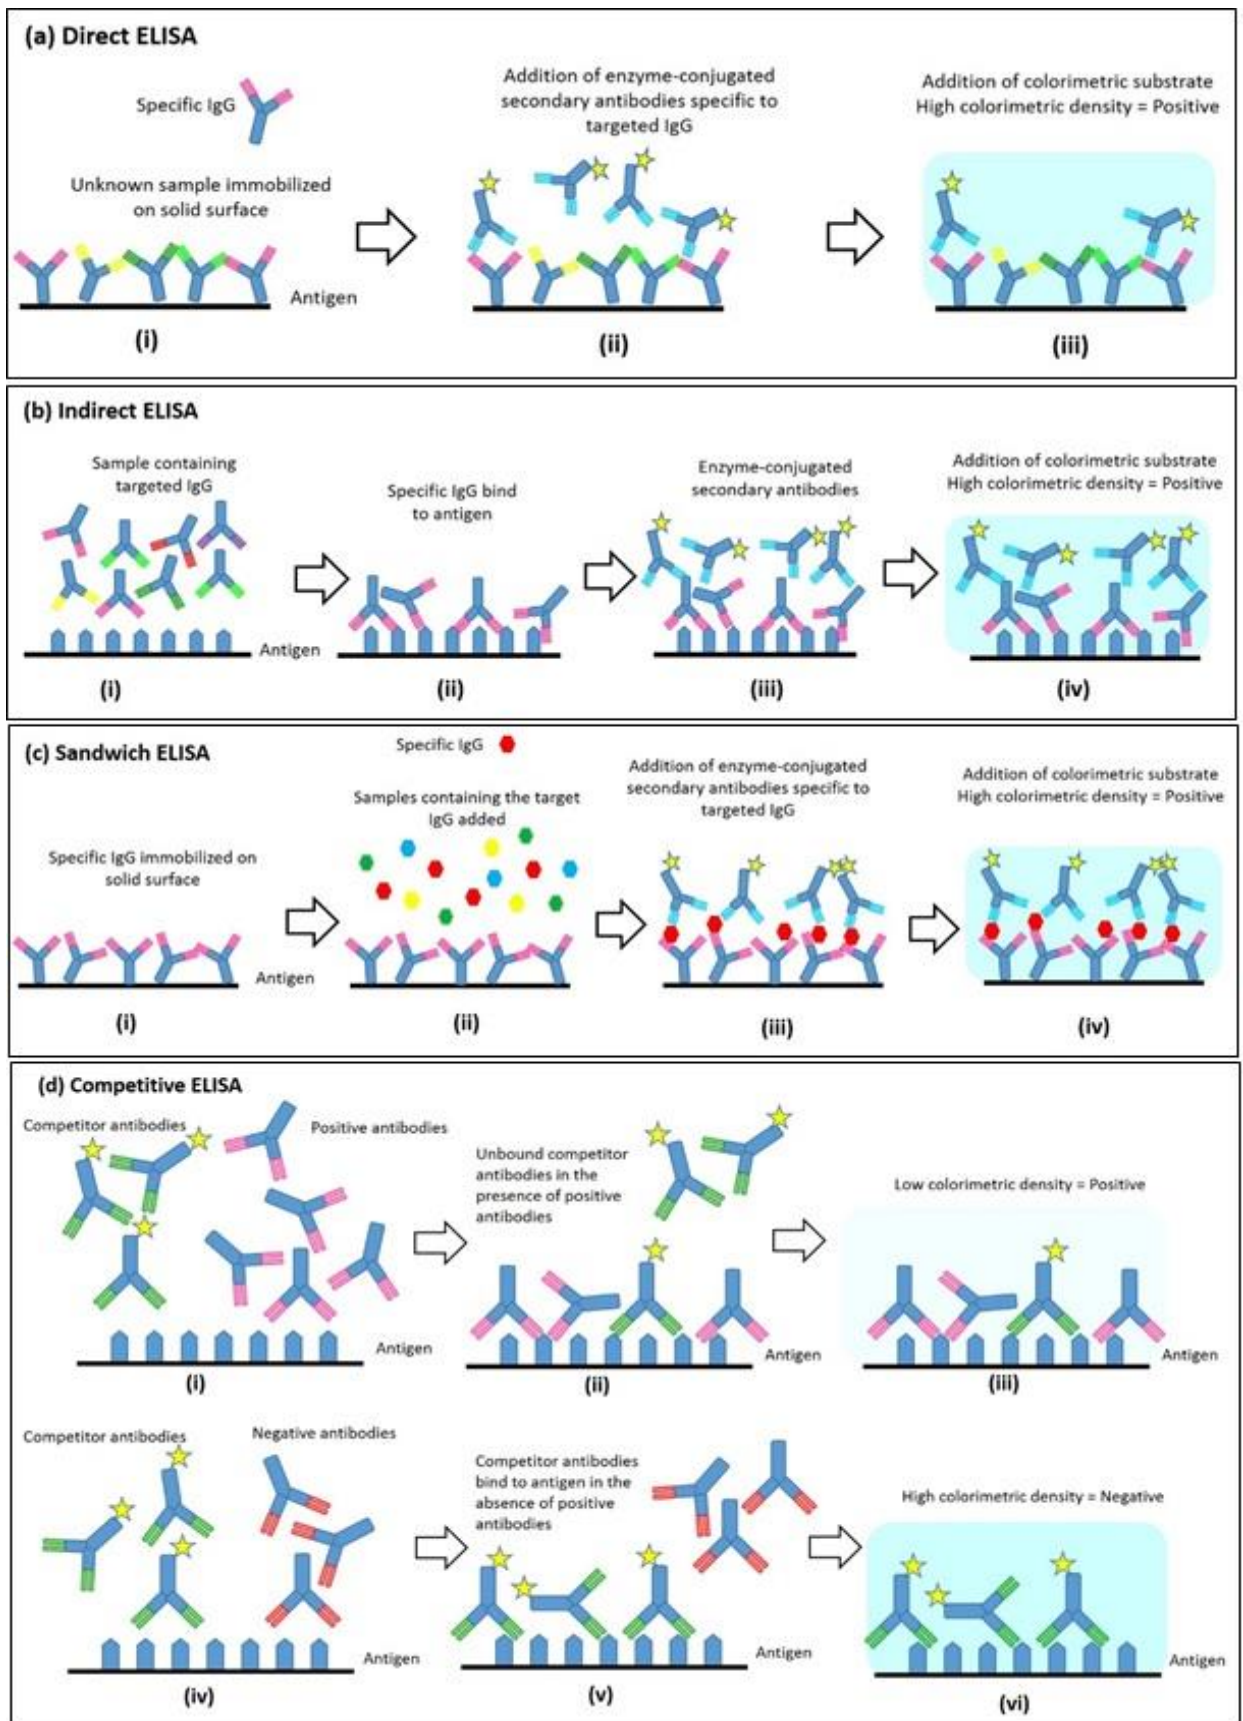 (a) Direct ELISA
Specific IgG
Unknown sample immobilized
on solid surface
Antigen
(i)
Addition of enzyme-conjugated
secondary antibodies specific to
targeted IgG
(ii)
Addition of colorimetric substrate
High colorimetric density = Positive
(iii)
(b) Indirect ELISA
Sample containing
targeted IgG
Antigen
(i)
Specific IgG bind
to antigen
(ii)
Enzyme-conjugated
secondary antibodies
(iii)
Addition of colorimetric substrate
High colorimetric density = Positive
(iv)
(c) Sandwich ELISA
Specific IgG immobilized on
solid surface
Antigen
(i)
Specific IgG
Samples containing the target
IgG added
(ii)
Addition of enzyme-conjugated
secondary antibodies specific to
targeted IgG
(iii)
Addition of colorimetric substrate
High colorimetric density = Positive
(iv)
(d) Competitive ELISA
Competitor antibodies
Positive antibodies
Antigen
(i)
Unbound competitor
antibodies in the
presence of positive
antibodies
Antigen
(ii)
Low colorimetric density = Positive
Antigen
(iii)
Competitor antibodies
Negative antibodies
Antigen
(iv)
Competitor antibodies
bind to antigen in the
absence of positive
antibodies
Antigen
(v)
High colorimetric density = Negative
Antigen
(vi)